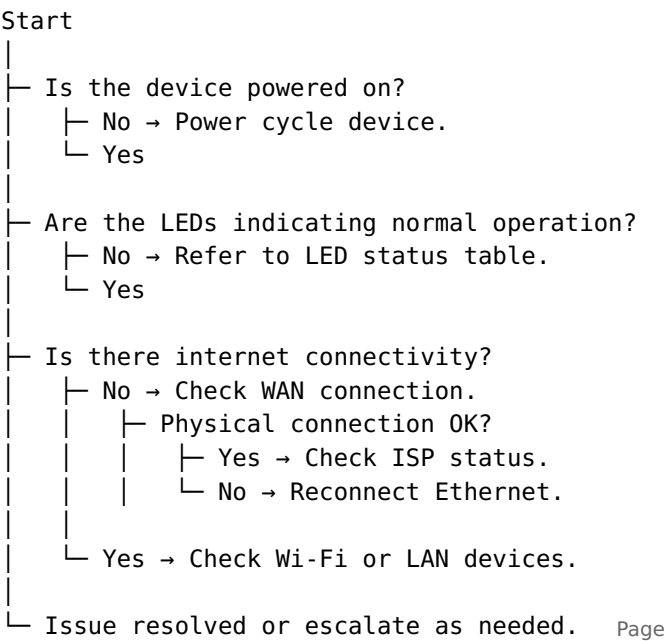 Start
│
├─ Is the device powered on?
│   ├─ No → Power cycle device.
│   └─ Yes
│
├─ Are the LEDs indicating normal operation?
│   ├─ No → Refer to LED status table.
│   └─ Yes
│
├─ Is there internet connectivity?
│   ├─ No → Check WAN connection.
│   │   ├─ Physical connection OK?
│   │   │   ├─ Yes → Check ISP status.
│   │   │   └─ No → Reconnect Ethernet.
│   │
│   └─ Yes → Check Wi-Fi or LAN devices.
│
└─ Issue resolved or escalate as needed.
Page